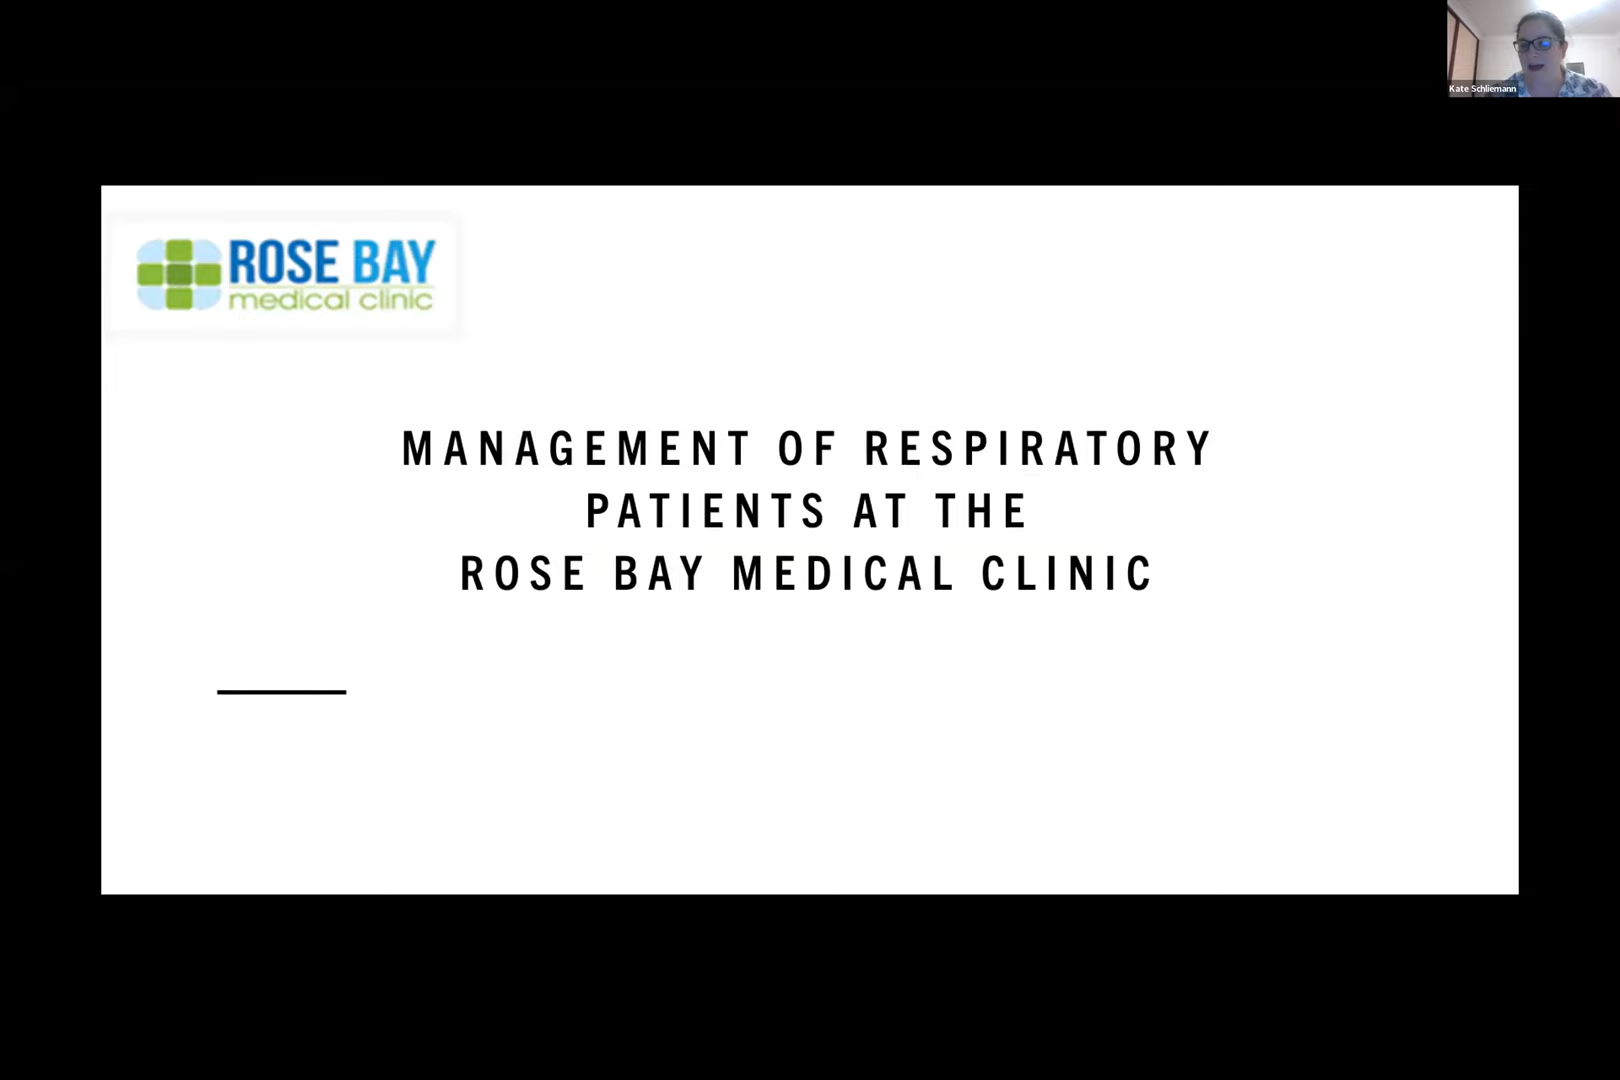 Kate Schliemann
ROSE BAY
medical clinic
MANAGEMENT OF RESPIRATORY
PATIENTS AT THE
ROSE BAY MEDICAL CLINIC